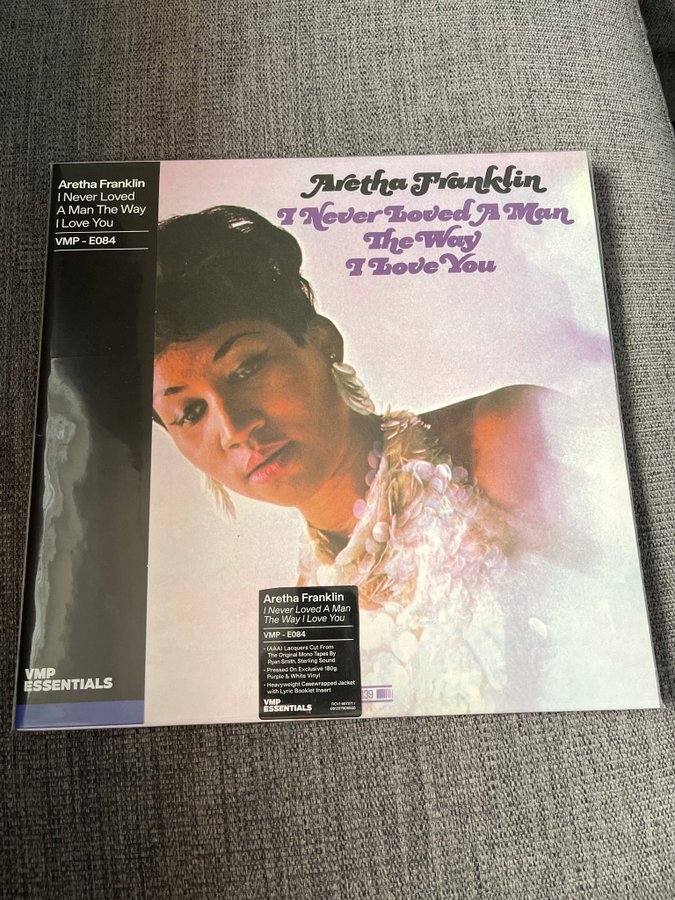 Aretha Franklin
I Never Loved
A Man The Way
I Love You
VMP - E084
VMP
ESSENTIALS
Aretha Franklin
I Never Loved A Man
The Way
I Love You
Aretha Franklin
I Never Loved A Man
The Way I Love You
VMP - E084
- (AAA) Lacquers Cut From
The Original Mono Tapes By
Ryan Smith, Sterling Sound
- Pressed On Exclusive 180g
Purple & White Vinyl
- Heavyweight Casewrapped Jacket
with Lyric Booklet Insert
VMP
ESSENTIALS
39